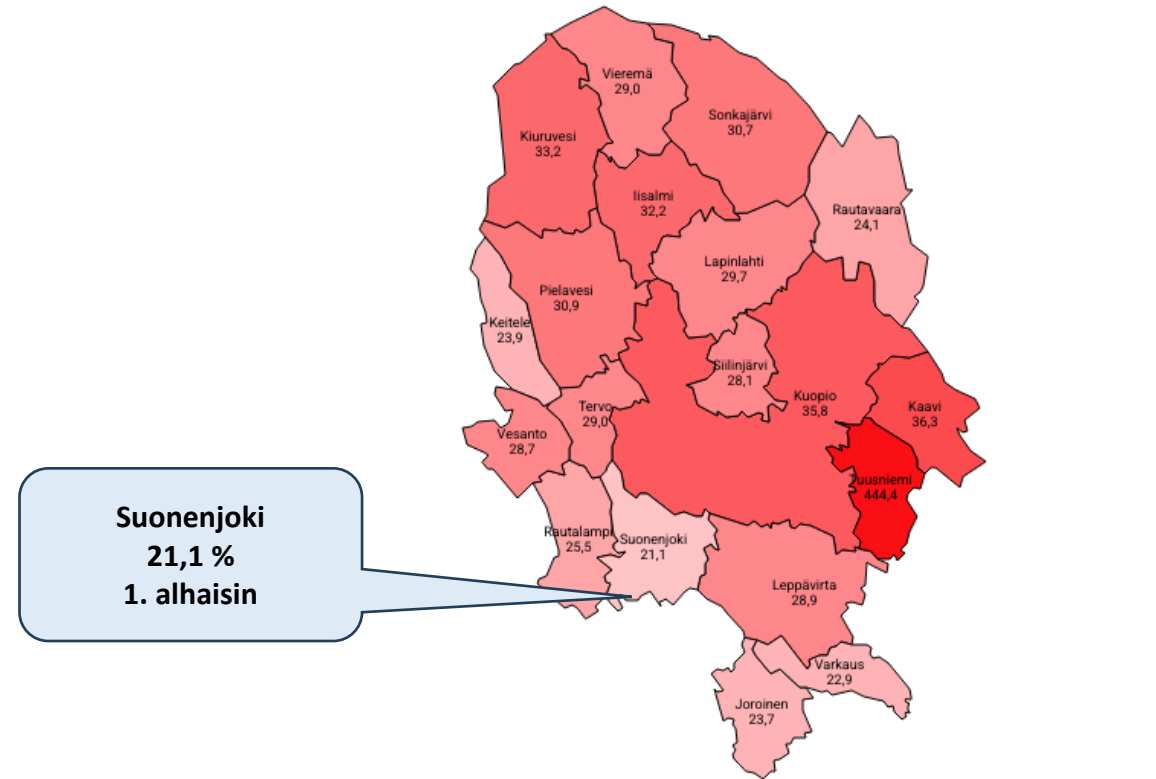 Vieremä
29,0
Sonkajärvi
30,7
Kiuruvesi
33,2
Iisalmi
32,2
Rautavaara
24,1
Lapinlahti
29,7
Pielavesi
30,9
Keitele
23,9
Siilinjärvi
28,1
Kuopio
35,8
Kaavi
36,3
Tervo
29,0
Vesanto
28,7
Tuusniemi
444,4
Rautalampi
25,5
Suonenjoki
21,1
Leppävirta
28,9
Varkaus
22,9
Joroinen
23,7
Suonenjoki
21,1 %
1. alhaisin